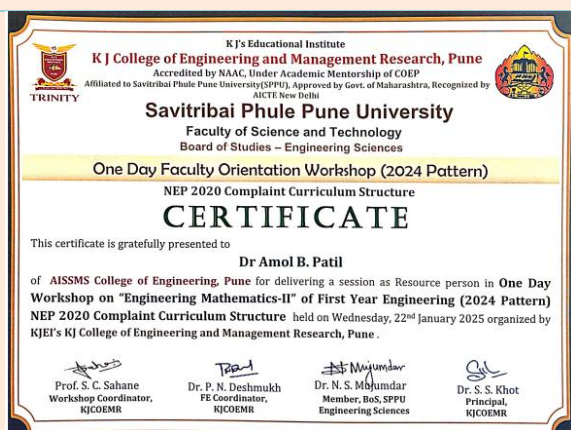 K J's Educational Institute
K J College of Engineering and Management Research, Pune
Accredited by NAAC, Under Academic Mentorship of COEP
Affiliated to Savitribai Phule Pune University(SPPU), Approved by Govt. of Maharashtra, Recognized by
AICTE New Delhi
TRINITY
Savitribai Phule Pune University
Faculty of Science and Technology
Board of Studies – Engineering Sciences
One Day Faculty Orientation Workshop (2024 Pattern)
NEP 2020 Complaint Curriculum Structure
CERTIFICATE
This certificate is gratefully presented to
Dr Amol B. Patil
of AISSMS College of Engineering, Pune for delivering a session as Resource person in One Day
Workshop on "Engineering Mathematics-II" of First Year Engineering (2024 Pattern)
NEP 2020 Complaint Curriculum Structure held on Wednesday, 22nd January 2025 organized by
KJEI's KJ College of Engineering and Management Research, Pune .
Prof. S. C. Sahane
Workshop Coordinator,
KJCOEMR
Dr. P. N. Deshmukh
FE Coordinator,
KJCOEMR
Dr. N. S. Mujumdar
Member, BoS, SPPU
Engineering Sciences
Dr. S. S. Khot
Principal,
KJCOEMR